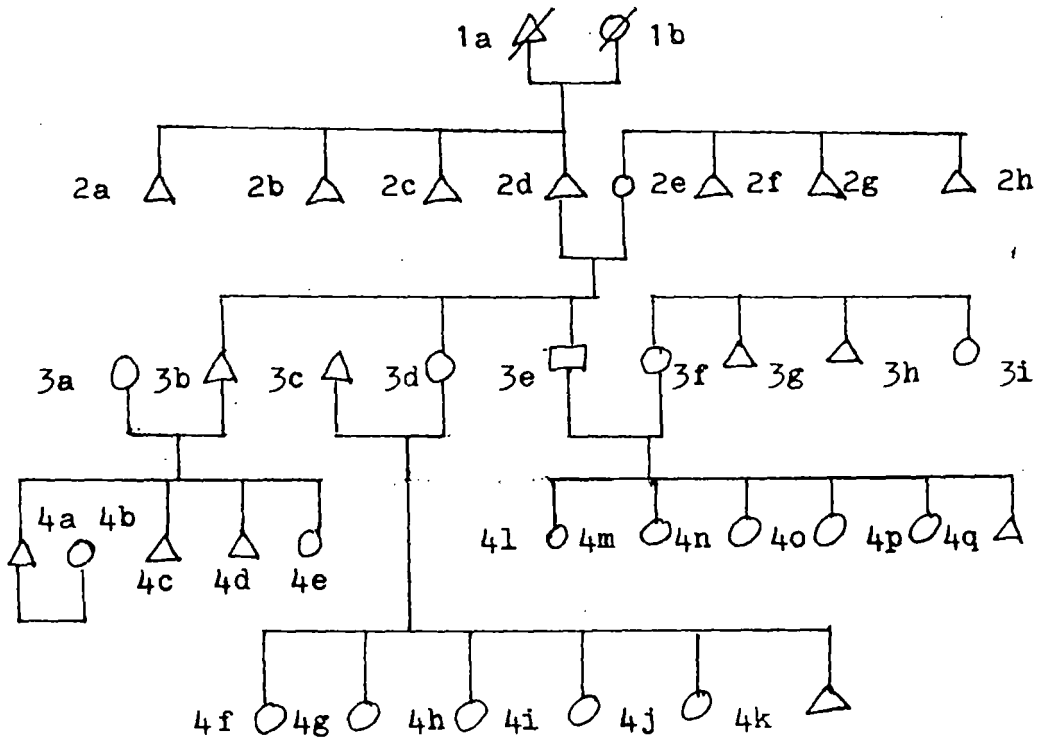 1a 1b
2a 2b 2c 2d 2e 2f 2g 2h
3a 3b 3c 3d 3e 3f 3g 3h 3i
4a 4b
4l 4m 4n 4o 4p 4q
4c 4d 4e
4f 4g 4h 4i 4j 4k